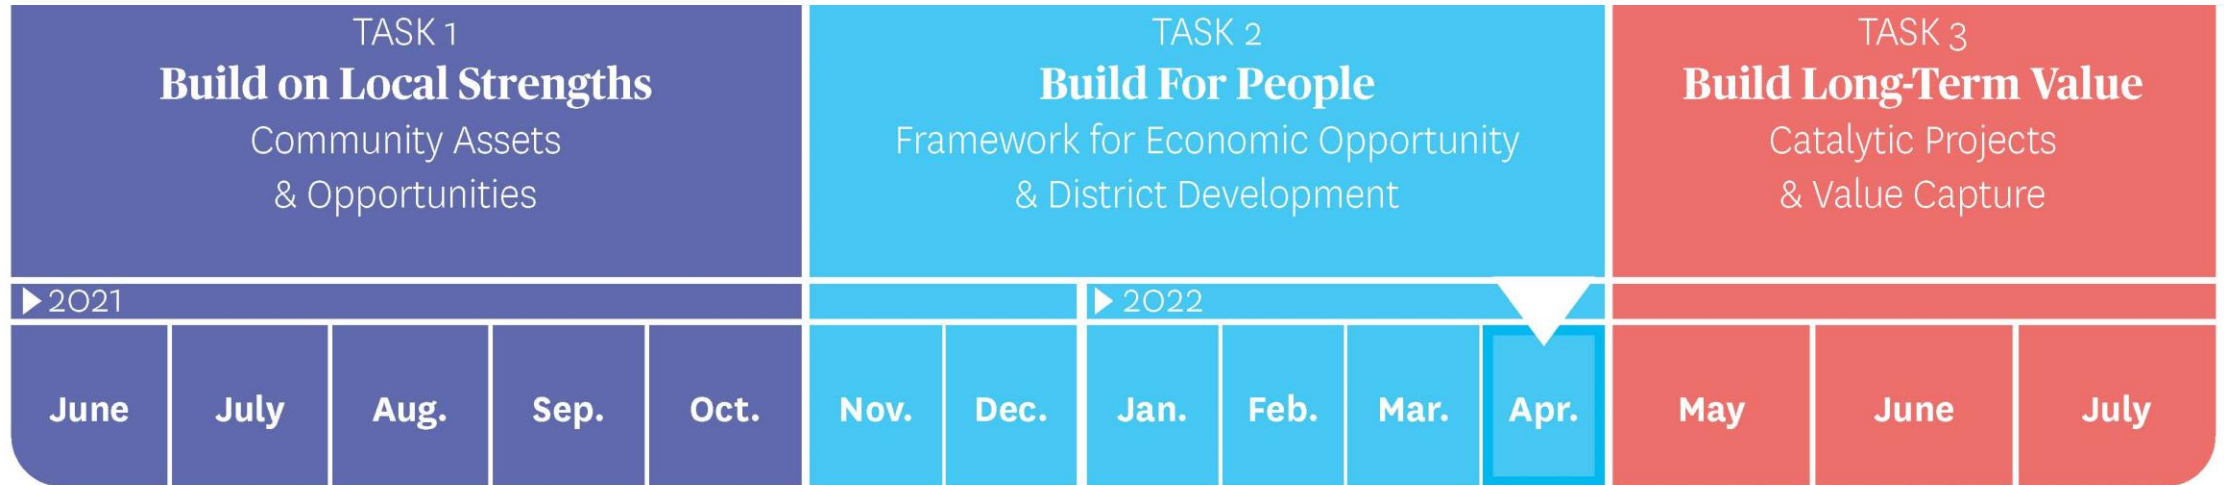 TASK 1
Build on Local Strengths
Community Assets
& Opportunities
TASK 2
Build For People
Framework for Economic Opportunity
& District Development
TASK 3
Build Long-Term Value
Catalytic Projects
& Value Capture
2021
2022
June
July
Aug.
Sep.
Oct.
Nov.
Dec.
Jan.
Feb.
Mar.
Apr.
May
June
July